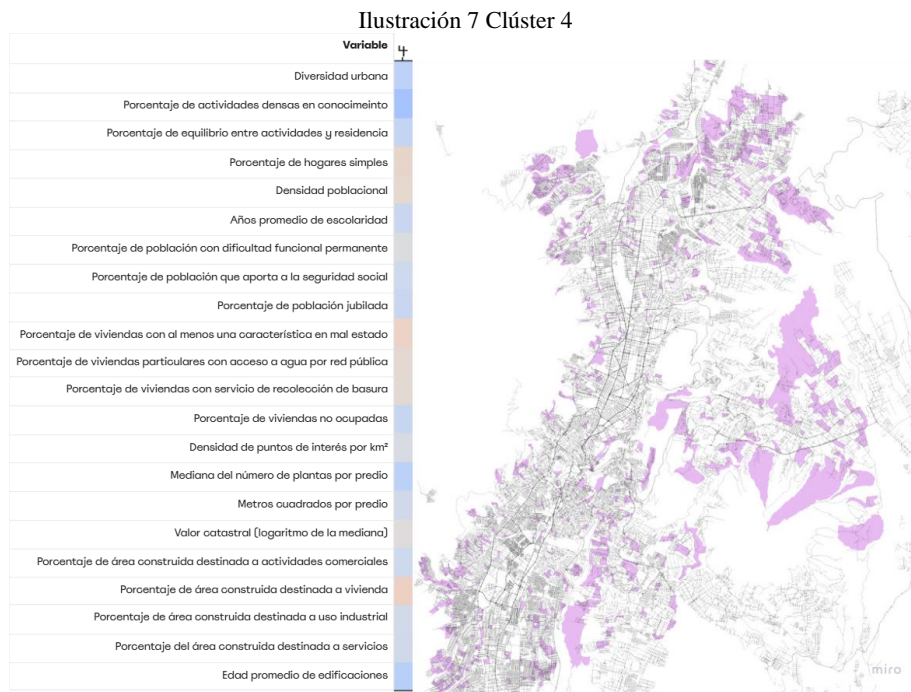 Ilustración 7 Clúster 4
Variable 4
Diversidad urbana
Porcentaje de actividades densas en conocimeinto
Porcentaje de equilibrio entre actividades y residencia
Porcentaje de hogares simples
Densidad poblacional
Años promedio de escolaridad
Porcentaje de población con dificultad funcional permanente
Porcentaje de población que aporta a la seguridad social
Porcentaje de población jubilada
Porcentaje de viviendas con al menos una característica en mal estado
Porcentaje de viviendas particulares con acceso a agua por red pública
Porcentaje de viviendas con servicio de recolección de basura
Porcentaje de viviendas no ocupadas
Densidad de puntos de interés por km²
Mediana del número de plantas por predio
Metros cuadrados por predio
Valor catastral (logaritmo de la mediana)
Porcentaje de área construida destinada a actividades comerciales
Porcentaje de área construida destinada a vivienda
Porcentaje de área construida destinada a uso industrial
Porcentaje del área construida destinada a servicios
Edad promedio de edificaciones
miro